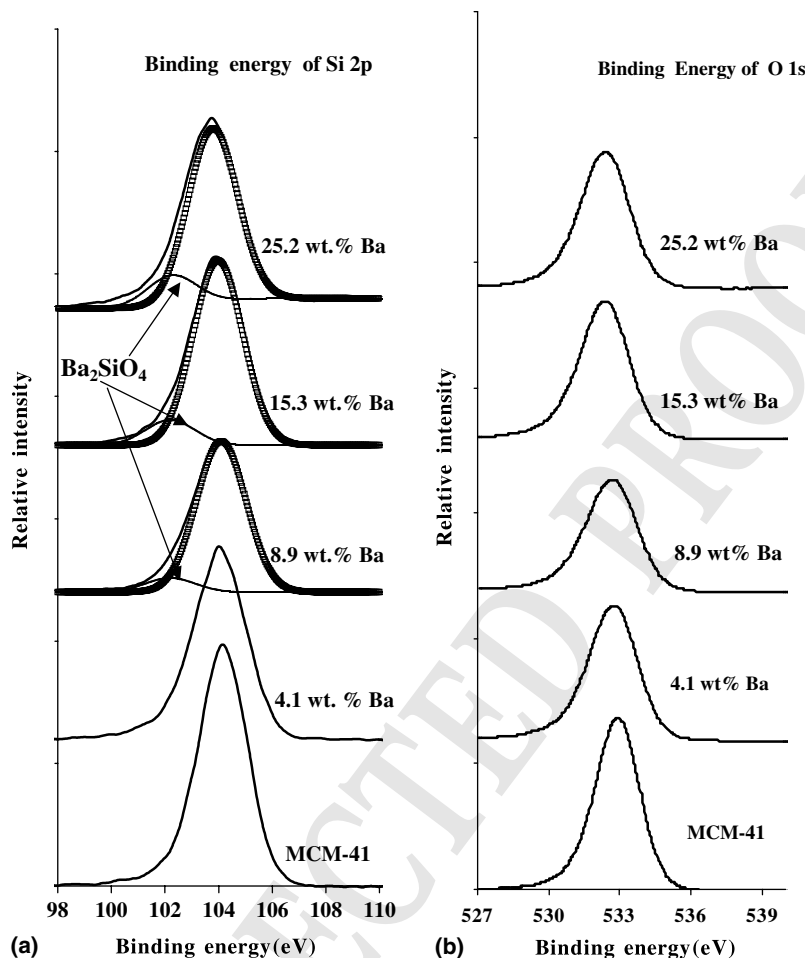 Binding energy of Si 2p
25.2 wt.% Ba
Ba2SiO4
15.3 wt.% Ba
8.9 wt.% Ba
4.1 wt. % Ba
MCM-41
Relative intensity
98 100 102 104 106 108 110
(a) Binding energy(eV)
Binding Energy of O 1s
25.2 wt% Ba
15.3 wt% Ba
8.9 wt% Ba
4.1 wt% Ba
MCM-41
Relative intensity
527 530 533 536 539
(b) Binding energy(eV)
ECTED PROO